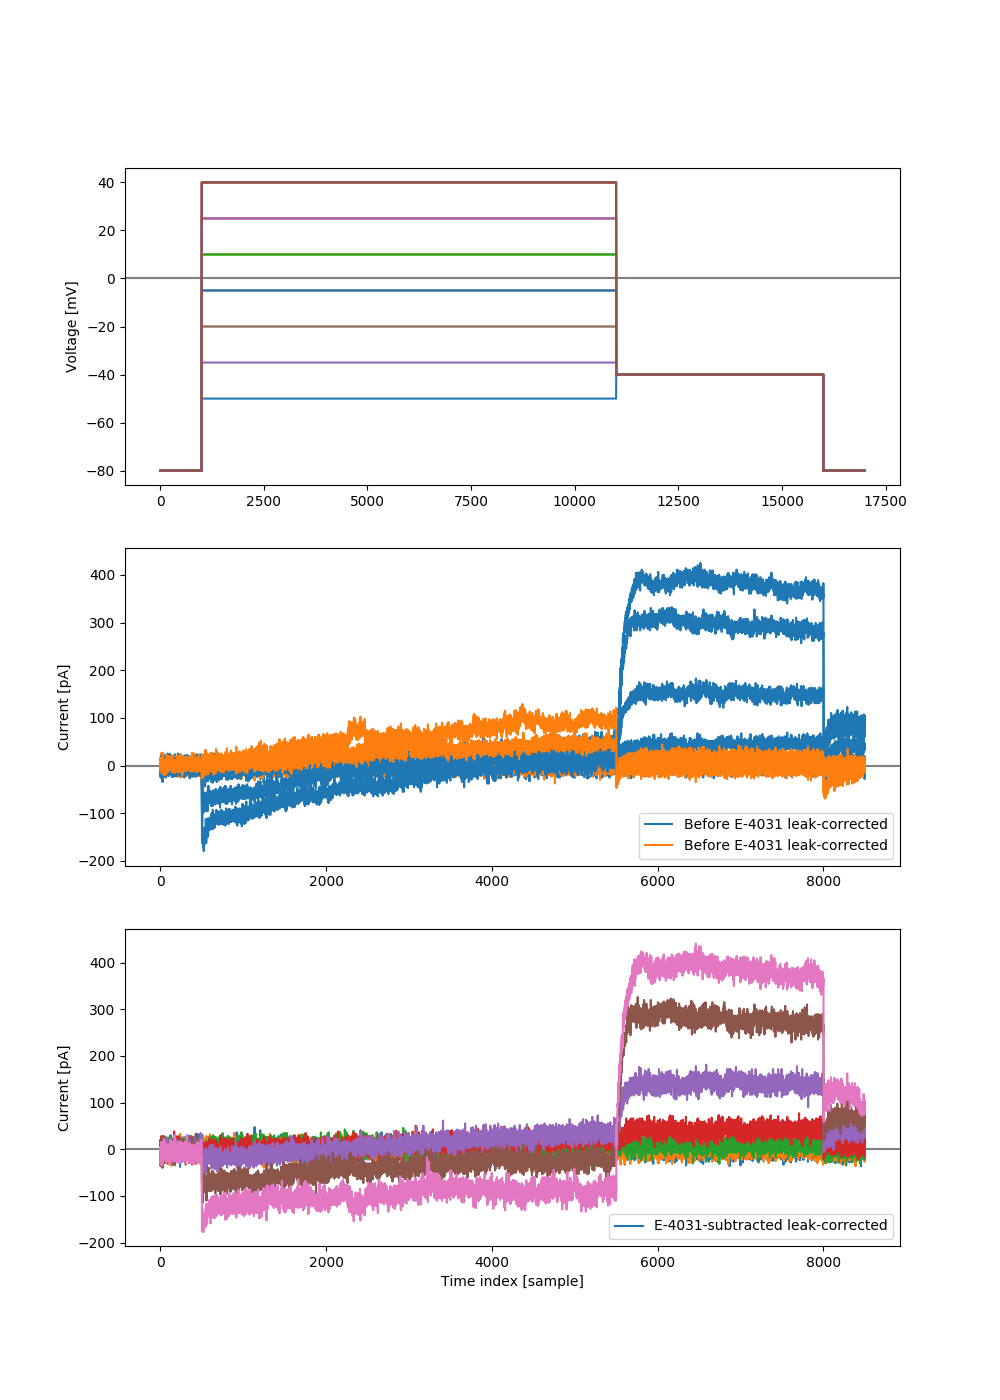 40
20
0
−20
−40
−60
−80
Voltage [mV]
0 2500 5000 7500 10000 12500 15000 17500
400
300
200
100
0
−100
−200
Current [pA]
Before E-4031 leak-corrected
Before E-4031 leak-corrected
0 2000 4000 6000 8000
400
300
200
100
0
−100
−200
Current [pA]
E-4031-subtracted leak-corrected
0 2000 4000 6000 8000
Time index [sample]